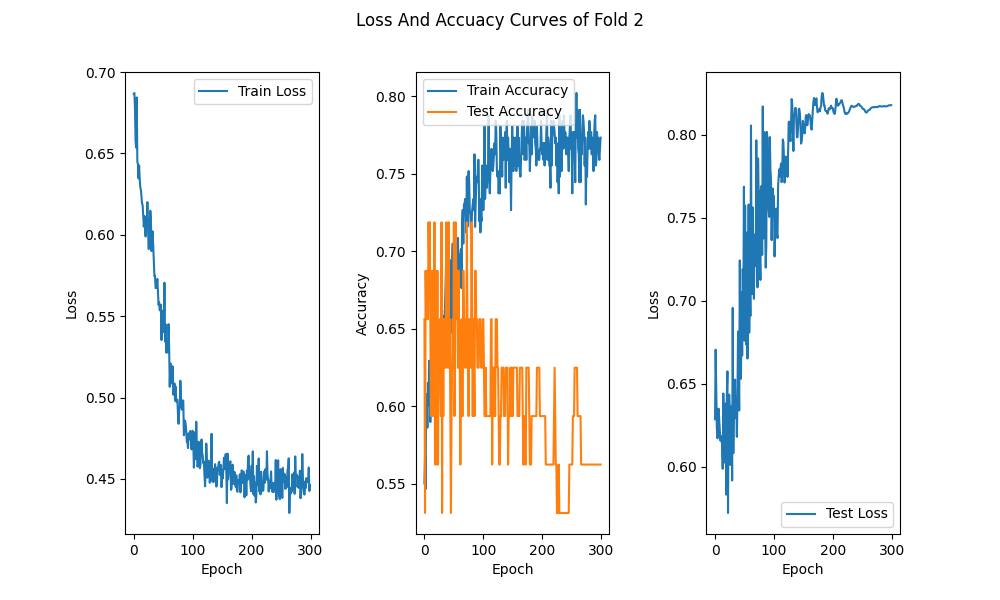 Loss And Accuacy Curves of Fold 2
Train Loss
0.70
0.65
0.60
0.55
0.50
0.45
Loss
0
100
200
300
Epoch
Train Accuracy
Test Accuracy
0.80
0.75
0.70
0.65
0.60
0.55
Accuracy
0
100
200
300
Epoch
0.80
0.75
0.70
0.65
0.60
Loss
Test Loss
0
100
200
300
Epoch